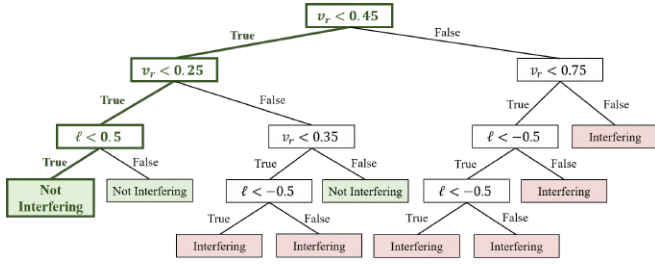 v_r < 0.45
True
False
v_r < 0.25
v_r < 0.75
True
False
True
False
ℓ < 0.5
v_r < 0.35
ℓ < −0.5
Interfering
True
False
True
False
True
False
Not
Interfering
Not Interfering
ℓ < −0.5
Not Interfering
ℓ < −0.5
Interfering
True
False
True
False
Interfering
Interfering
Interfering
Interfering